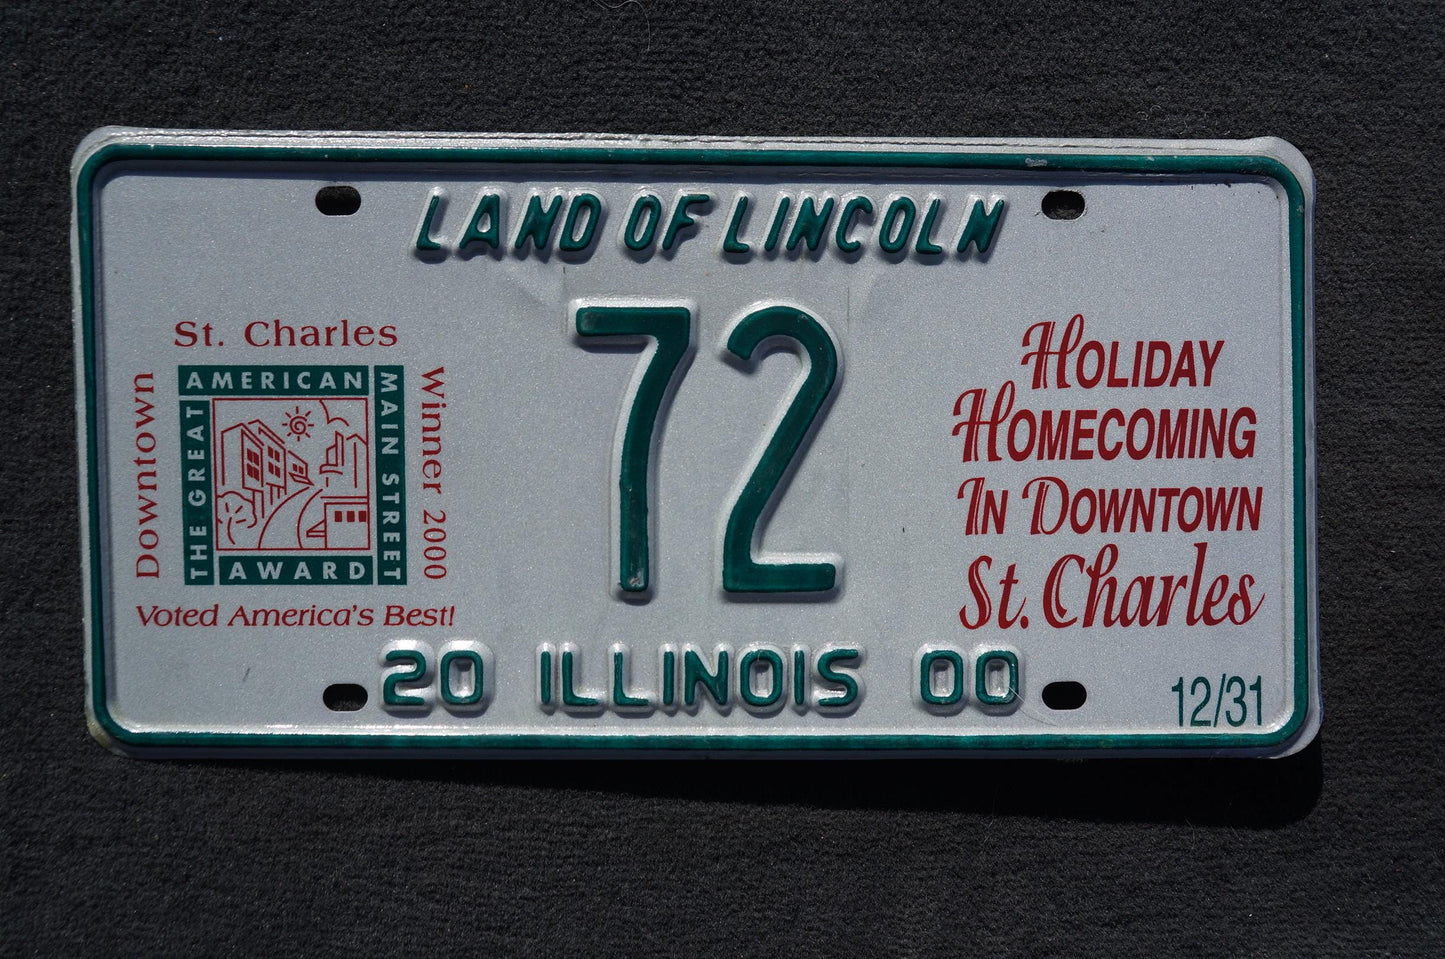 LAND OF LINCOLN
St. Charles
Downtown
THE GREAT
AMERICAN
MAIN STREET
AWARD
Winner 2000
Voted America's Best!
72
HOLIDAY
HOMECOMING
IN DOWNTOWN
St. Charles
20 ILLINOIS 00
12/31